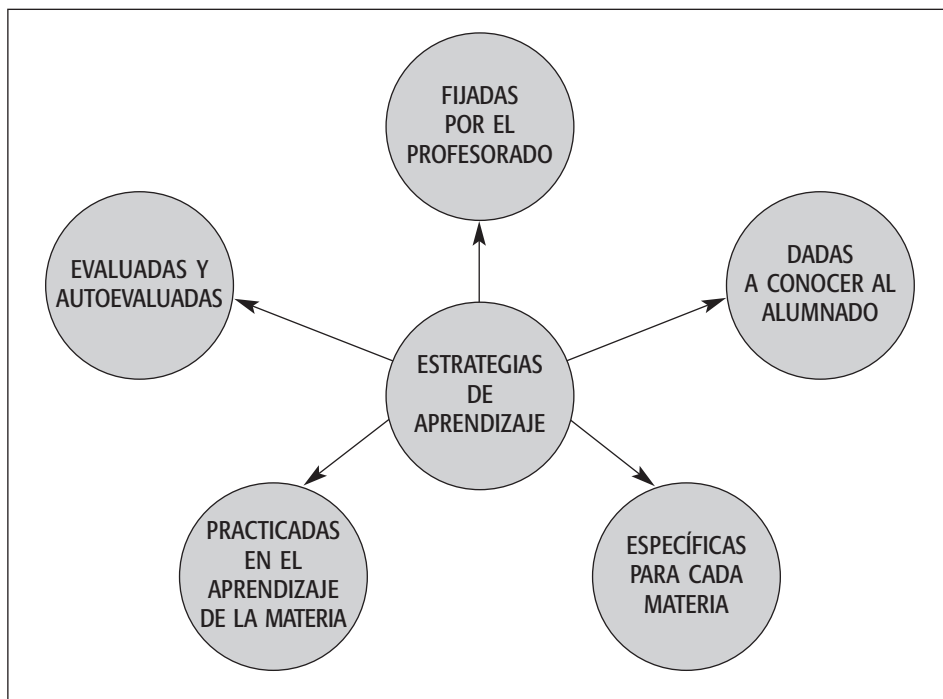 FIJADAS
POR EL
PROFESORADO
EVALUADAS Y
AUTOEVALUADAS
DADAS
A CONOCER AL
ALUMNADO
ESTRATEGIAS
DE
APRENDIZAJE
PRACTICADAS
EN EL
APRENDIZAJE
DE LA MATERIA
ESPECÍFICAS
PARA CADA
MATERIA